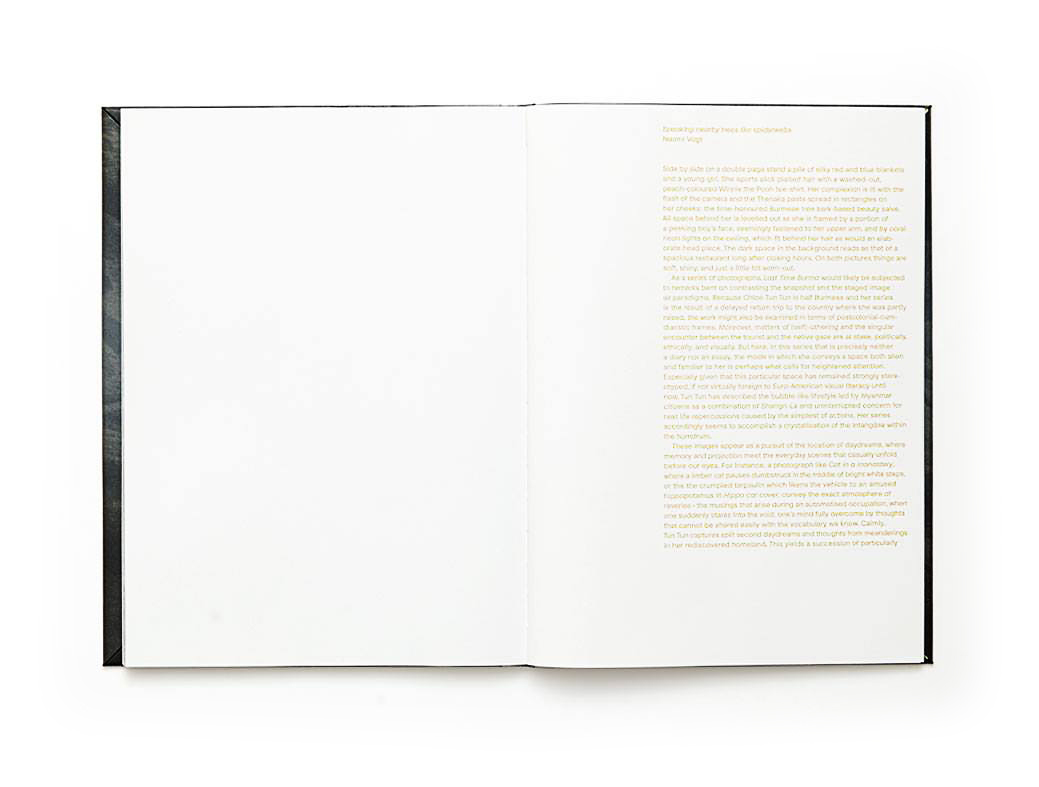 Speaking nearby trees like spiderwebs
Naomi Vogt
Side by side on a double page stand a pile of silky red and blue blankets
and a young girl. She sports slick plaited hair with a washed-out,
peach-coloured Winnie the Pooh tee-shirt. Her complexion is lit with the
flash of the camera and the Thanaka paste spread in rectangles on
her cheeks: the time-honoured Burmese tree bark-based beauty salve.
All space behind her is levelled out as she is framed by a portion of
a peeking boy's face, seemingly fastened to her upper arm, and by coral
neon lights on the ceiling, which fit behind her hair as would an elab-
orate head piece. The dark space in the background reads as that of a
spacious restaurant long after closing hours. On both pictures things are
soft, shiny, and just a little bit worn-out.
As a series of photographs, Last Time Burma would likely be subjected
to remarks bent on contrasting the snapshot and the staged image
as paradigms. Because Chloé Tun Tun is half Burmese and her series
is the result of a delayed return trip to the country where she was partly
raised, the work might also be examined in terms of postcolonial-cum-
diasporic frames. Moreover, matters of (self)-othering and the singular
encounter between the tourist and the native gaze are at stake, politically,
ethically, and visually. But here, in this series that is precisely neither
a diary nor an essay, the mode in which she conveys a space both alien
and familiar to her is perhaps what calls for heightened attention.
Especially given that this particular space has remained strongly stere-
otyped, if not virtually foreign to Euro-American visual literacy until
now. Tun Tun has described the bubble-like lifestyle led by Myanmar
citizens as a combination of Shangri-La and uninterrupted concern for
next life repercussions caused by the simplest of actions. Her series
accordingly seems to accomplish a crystallisation of the intangible within
the humdrum.
These images appear as a pursuit of the location of daydreams, where
memory and projection meet the everyday scenes that casually unfold
before our eyes. For instance, a photograph like Cat in a monastery,
where a limber cat pauses dumbstruck in the middle of bright white steps,
or the the crumpled tarpaulin which likens the vehicle to an amused
hippopotamus in Hippo car cover, convey the exact atmosphere of
reveries – the musings that arise during an automatised occupation, when
one suddenly stares into the void, one's mind fully overcome by thoughts
that cannot be shared easily with the vocabulary we know. Calmly,
Tun Tun captures split second daydreams and thoughts from meanderings
in her rediscovered homeland. This yields a succession of particularly